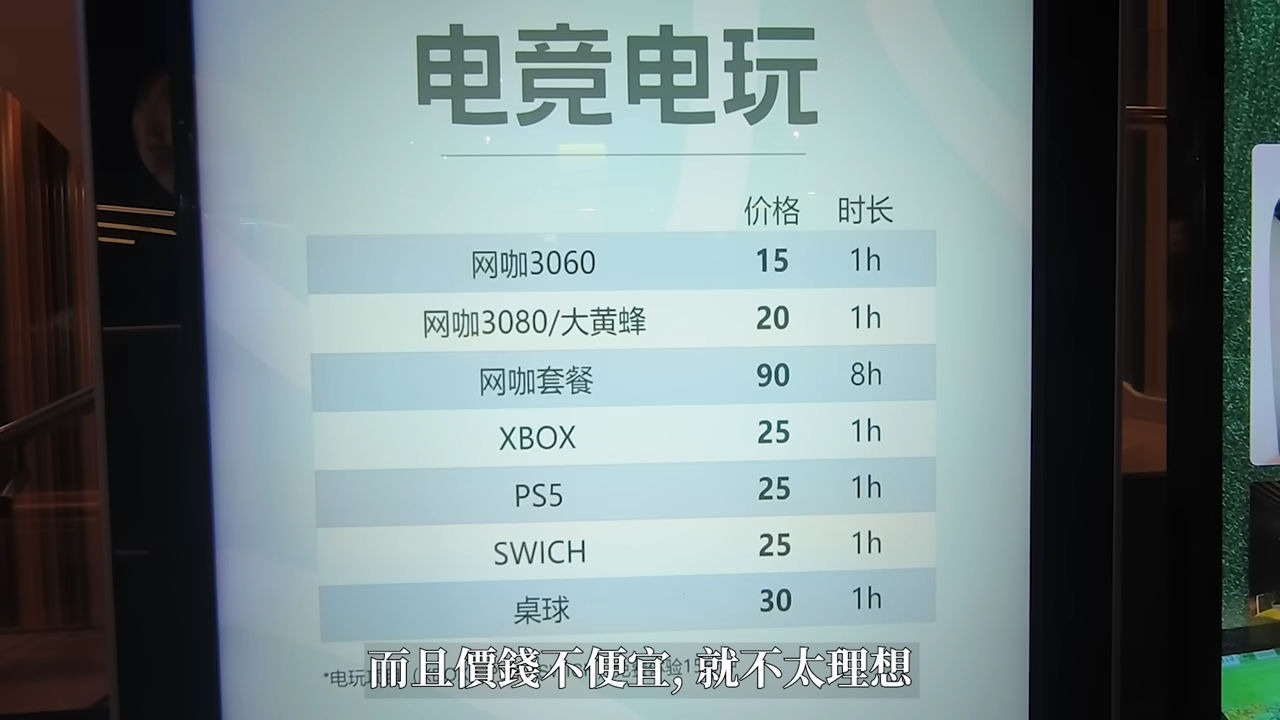 电竞电玩
价格 时长
网咖3060 15 1h
网咖3080/大黄蜂 20 1h
网咖套餐 90 8h
XBOX 25 1h
PS5 25 1h
SWICH 25 1h
桌球 30 1h
*电玩
而且價錢不便宜, 就不太理想